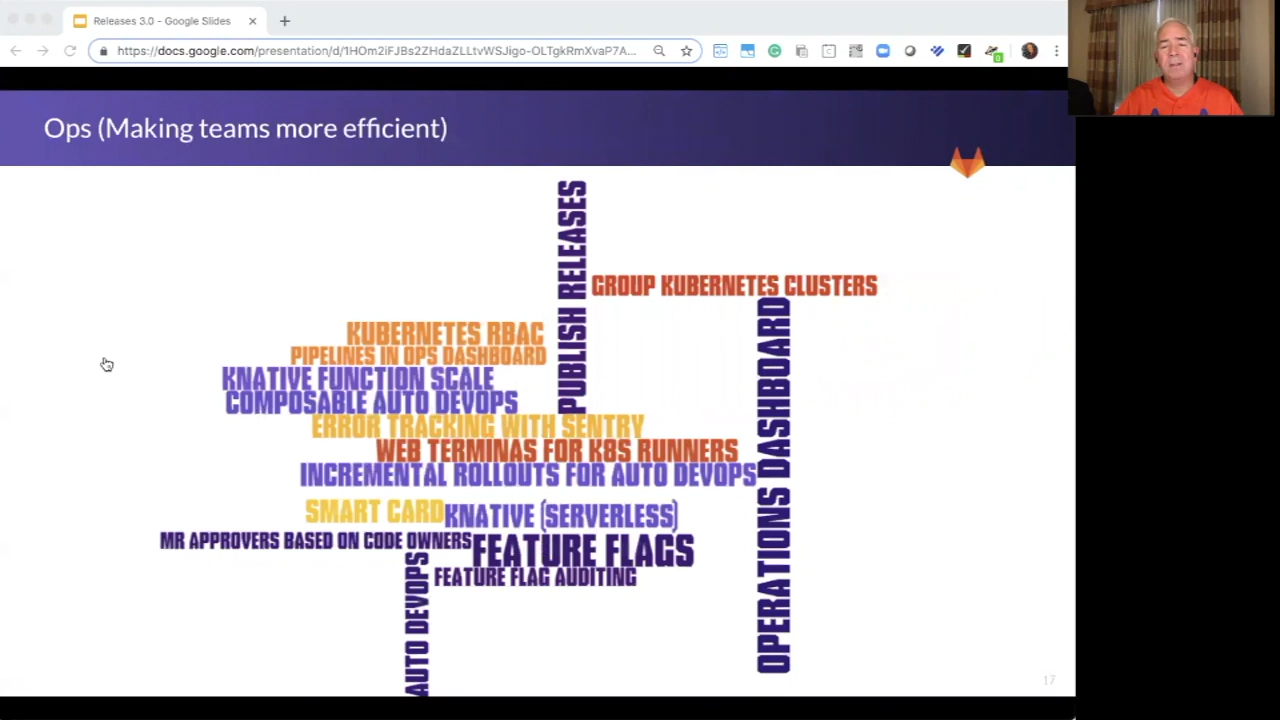 Releases 3.0 - Google Slides
https://docs.google.com/presentation/d/1HOm2iFJBs2ZHdaZLLtvWSJigo-OLTgkRmXvaP7A...
Ops (Making teams more efficient)
PUBLISH RELEASES
GROUP KUBERNETES CLUSTERS
OPERATIONS DASHBOARD
KUBERNETES RBAC
PIPELINES IN OPS DASHBOARD
KNATIVE FUNCTION SCALE
COMPOSABLE AUTO DEVOPS
ERROR TRACKING WITH SENTRY
WEB TERMINAS FOR K8S RUNNERS
INCREMENTAL ROLLOUTS FOR AUTO DEVOPS
SMART CARD
KNATIVE (SERVERLESS)
MR APPROVERS BASED ON CODE OWNERS
FEATURE FLAGS
AUTO DEVOPS
FEATURE FLAG AUDITING
17